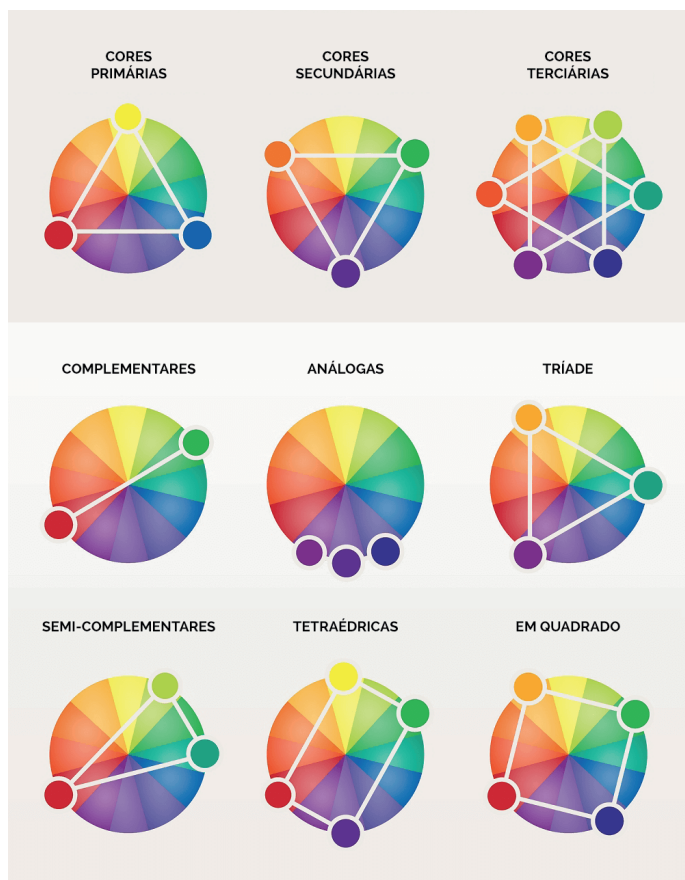 CORES
PRIMÁRIAS
CORES
SECUNDÁRIAS
CORES
TERCIÁRIAS
COMPLEMENTARES
ANÁLOGAS
TRÍADE
SEMI-COMPLEMENTARES
TETRAÉDRICAS
EM QUADRADO